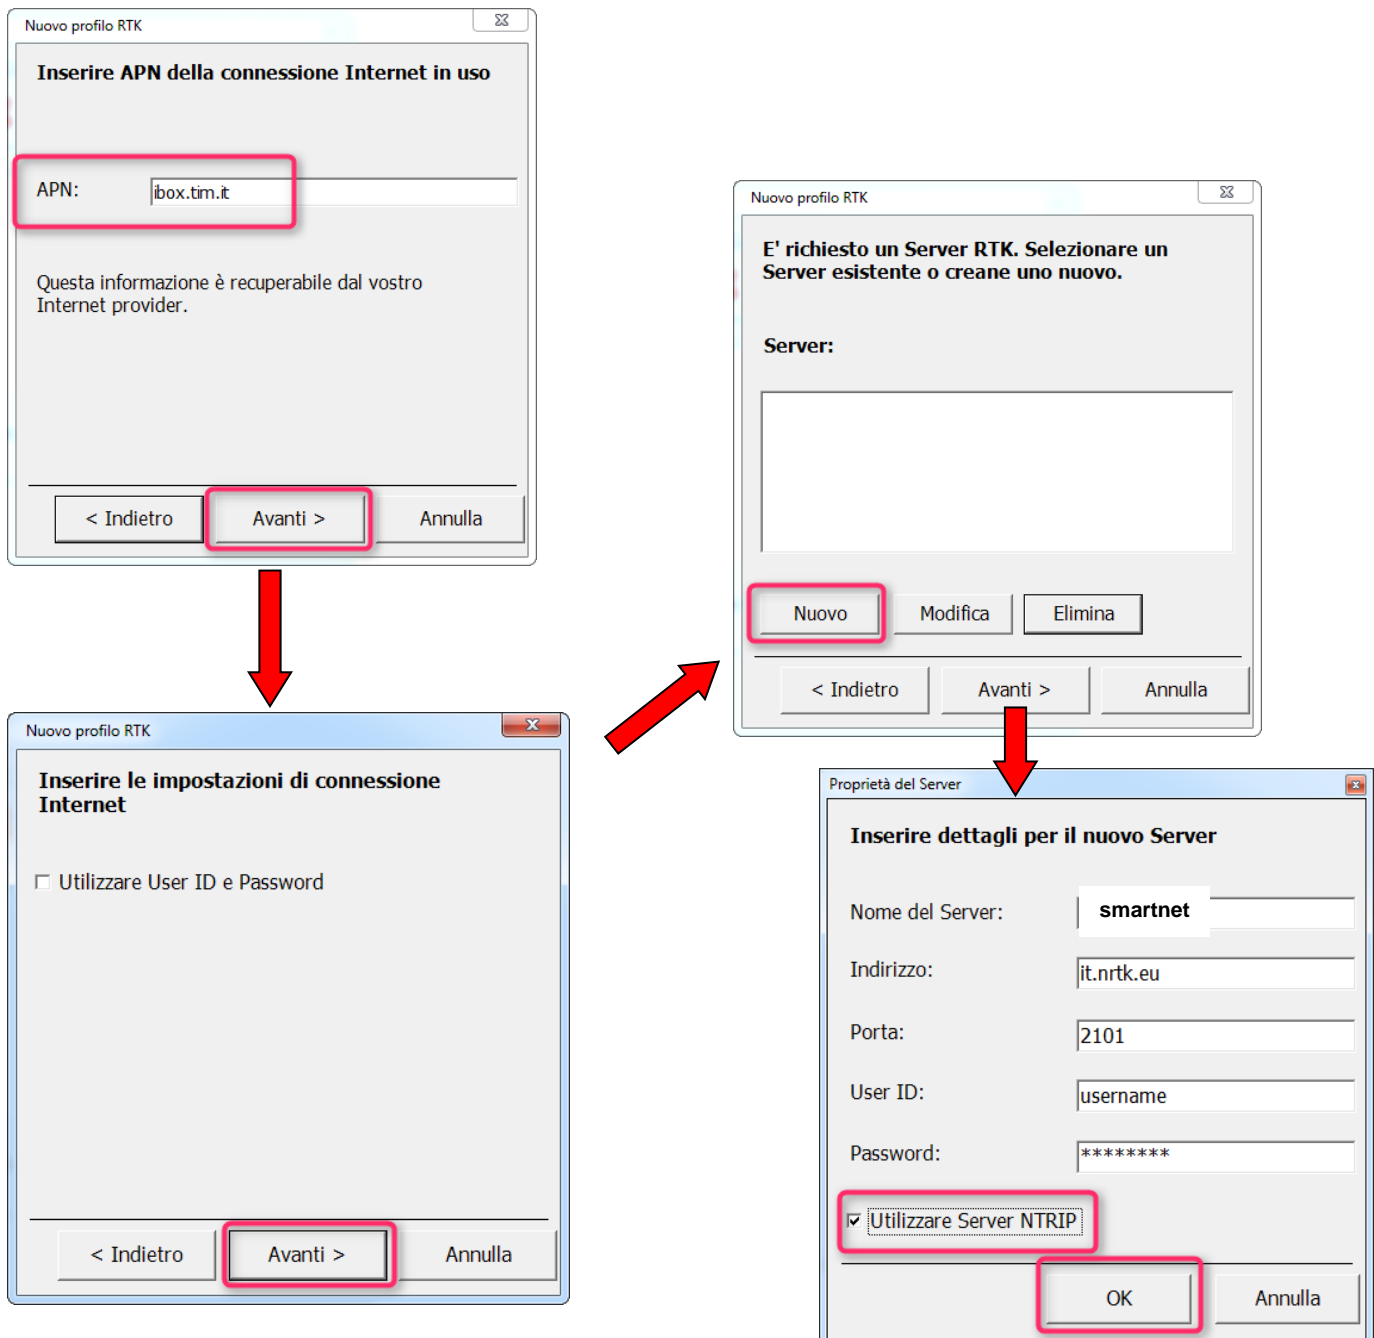 Nuovo profilo RTK
Inserire APN della connessione Internet in uso
APN:
ibox.tim.it
Questa informazione è recuperabile dal vostro
Internet provider.
< Indietro
Avanti >
Annulla
Nuovo profilo RTK
Inserire le impostazioni di connessione
Internet
Utilizzare User ID e Password
< Indietro
Avanti >
Annulla
Nuovo profilo RTK
E' richiesto un Server RTK. Selezionare un
Server esistente o creane uno nuovo.
Server:
Nuovo
Modifica
Elimina
< Indietro
Avanti >
Annulla
Proprietà del Server
Inserire dettagli per il nuovo Server
Nome del Server:
smartnet
Indirizzo:
it.nrtk.eu
Porta:
2101
User ID:
username
Password:
********
Utilizzare Server NTRIP
OK
Annulla